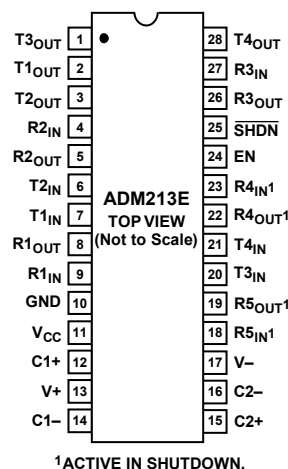 T3OUT 1 28 T4OUT
T1OUT 2 27 R3IN
T2OUT 3 26 R3OUT
R2IN 4 25 SHDN
R2OUT 5 24 EN
T2IN 6 23 R4IN1
ADM213E
T1IN 7 TOP VIEW 22 R4OUT1
R1OUT 8 (Not to Scale) 21 T4IN
R1IN 9 20 T3IN
GND 10 19 R5OUT1
VCC 11 18 R5IN1
C1+ 12 17 V–
V+ 13 16 C2–
C1– 14 15 C2+
1ACTIVE IN SHUTDOWN.